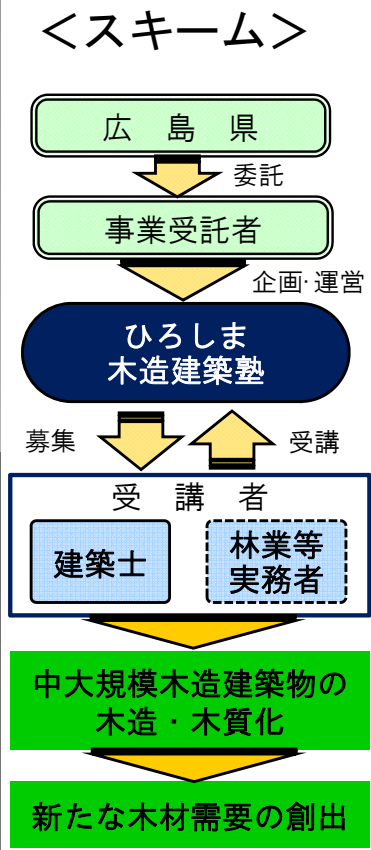 ＜スキーム＞
広　島　県
委託
事業受託者
企画･運営
ひろしま
木造建築塾
募集
受講
受　講　者
建築士
林業等
実務者
中大規模木造建築物の
木造・木質化
新たな木材需要の創出